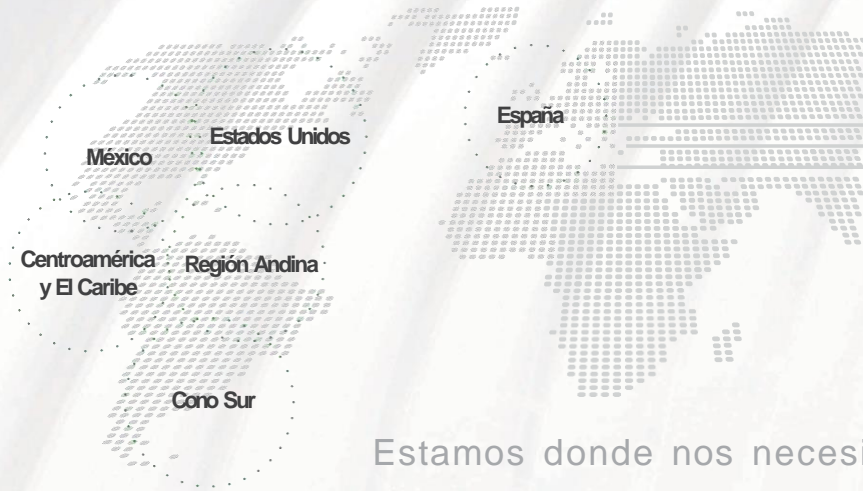 España
Estados Unidos
México
Centroamérica
y El Caribe
Región Andina
Cono Sur
Estamos donde nos necesi